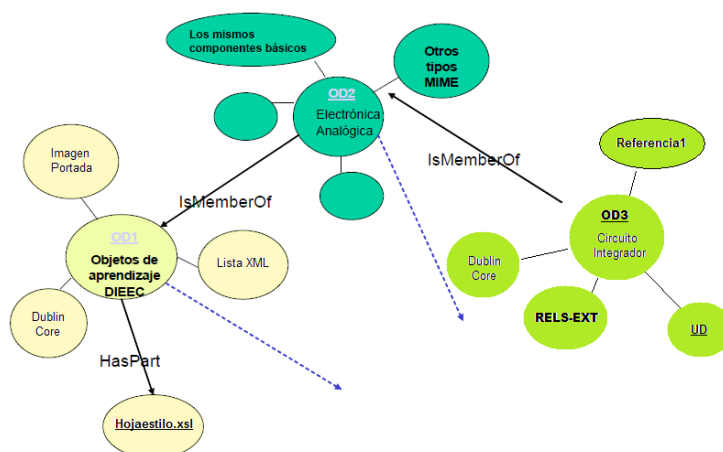 Los mismos
componentes básicos
Otros
tipos
MIME
OD2
Electrónica
Analógica
IsMemberOf
Referencia1
Imagen
Portada
IsMemberOf
OD3
Circuito
Integrador
OD1
Objetos de
aprendizaje
DIEEC
Lista XML
Dublin
Core
Dublin
Core
RELS-EXT
UD
HasPart
Hojaestilo.xsl